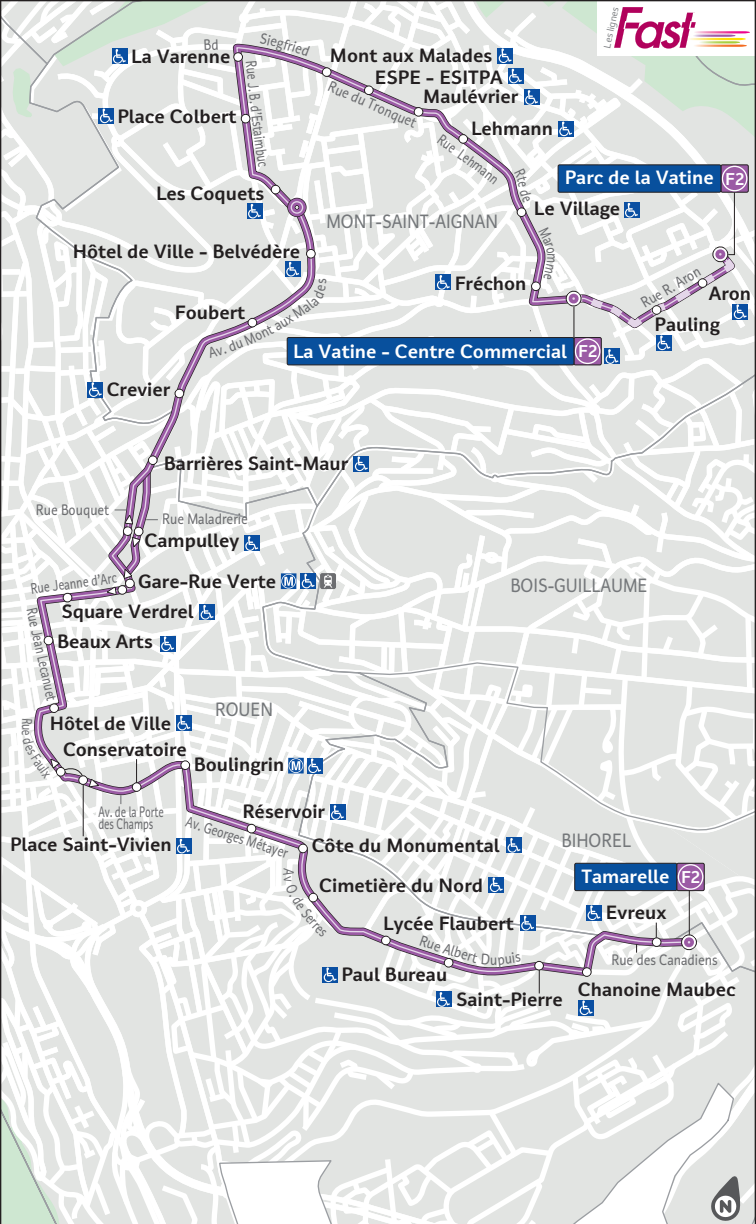 Les lignes
Fast
La Varenne
Bd
Siegfried
Mont aux Malades
ESPE - ESITPA
Maulévrier
Rue du Tronquet
Place Colbert
Rue J. B. d'Estaimbuc
Lehmann
Rue Lehmann
Parc de la Vatine F2
Les Coquets
Rte de
Maromme
Le Village
MONT-SAINT-AIGNAN
Hôtel de Ville - Belvédère
Fréchon
Rue R. Aron
Aron
Foubert
Av. du Mont aux Malades
Pauling
La Vatine - Centre Commercial F2
Crevier
Barrières Saint-Maur
Rue Bouquet
Rue Maladrerie
Campulley
Rue Jeanne d'Arc
Gare-Rue Verte M
BOIS-GUILLAUME
Square Verdrel
Rue Jean Lecanuet
Beaux Arts
ROUEN
Hôtel de Ville
Rue des Faulx
Conservatoire
Boulingrin M
Av. de la Porte
des Champs
Réservoir
Av. Georges Métayer
Place Saint-Vivien
Côte du Monumental
BIHOREL
Av O. de Serres
Cimetière du Nord
Tamarelle F2
Lycée Flaubert
Evreux
Rue Albert Dupuis
Rue des Canadiens
Paul Bureau
Saint-Pierre
Chanoine Maubec
N